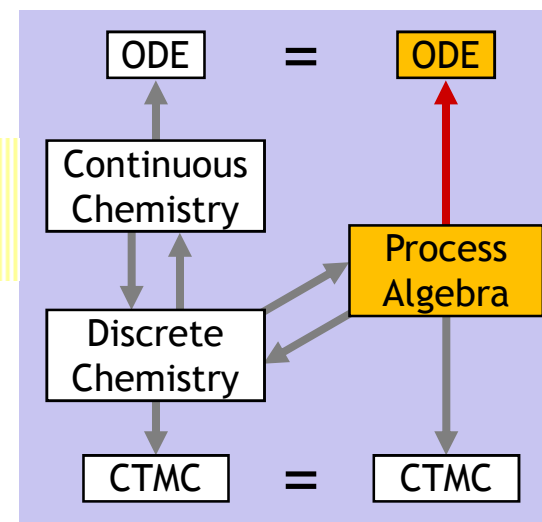 ODE = ODE
Continuous
Chemistry
Process
Algebra
Discrete
Chemistry
CTMC = CTMC